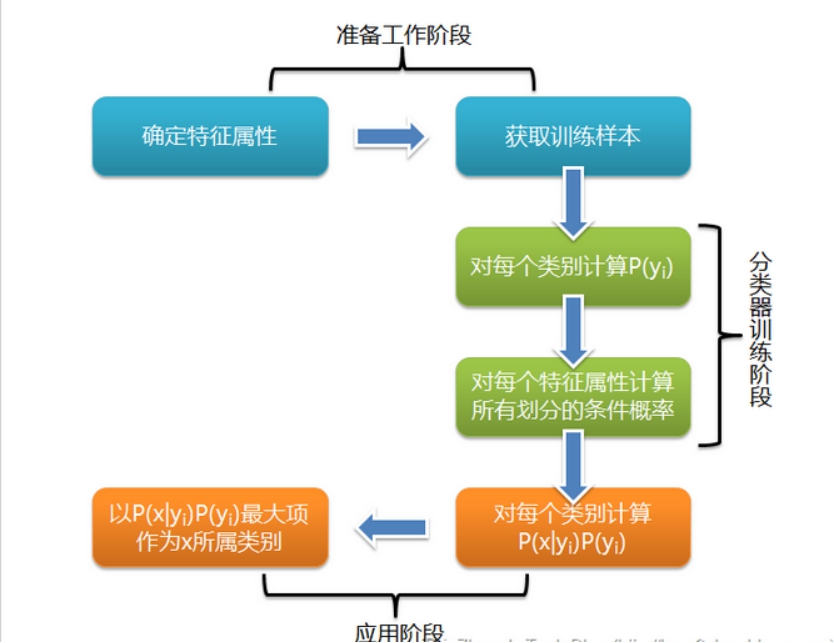 准备工作阶段
确定特征属性
获取训练样本
对每个类别计算P(yi)
分类器训练阶段
对每个特征属性计算
所有划分的条件概率
以P(x|yi)P(yi)最大项
作为x所属类别
对每个类别计算
P(x|yi)P(yi)
应用阶段